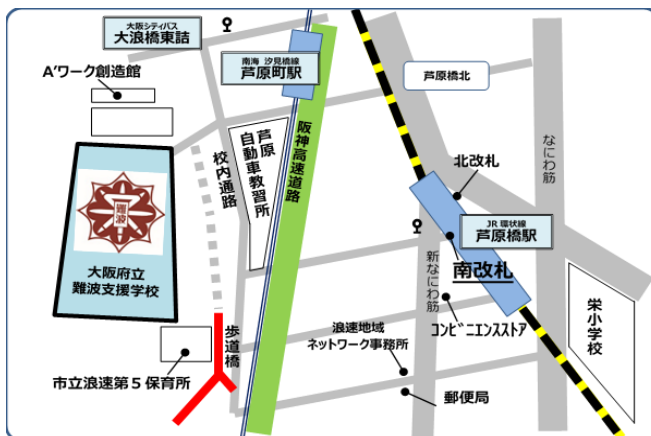 大阪シティバス
大浪橋東詰
南海 汐見橋線
芦原町駅
芦原橋北
A'ワーク創造館
芦原
自動車教習所
阪神高速道路
なにわ筋
校内通路
北改札
難波
JR 環状線
芦原橋駅
大阪府立
難波支援学校
南改札
新なにわ筋
栄小学校
歩道橋
浪速地域
ネットワーク事務所
コンビニエンスストア
市立浪速第5保育所
郵便局